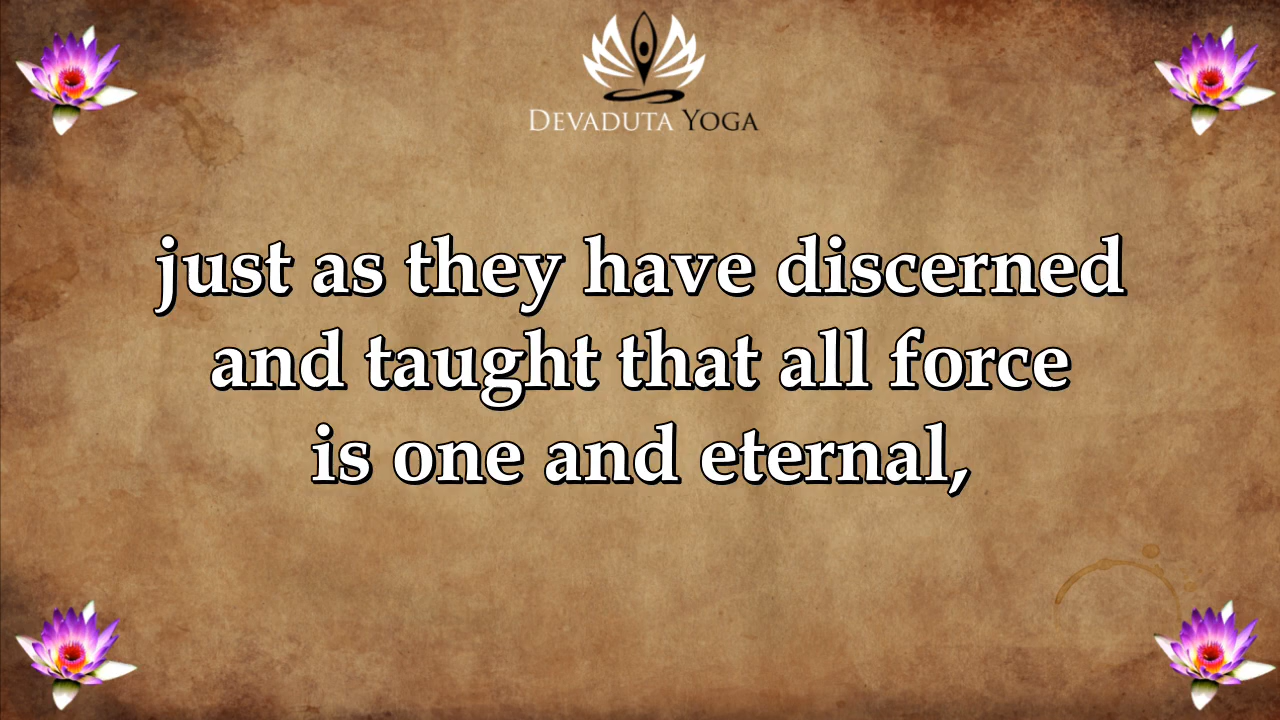 DEVADUTA YOGA
just as they have discerned
and taught that all force
is one and eternal,